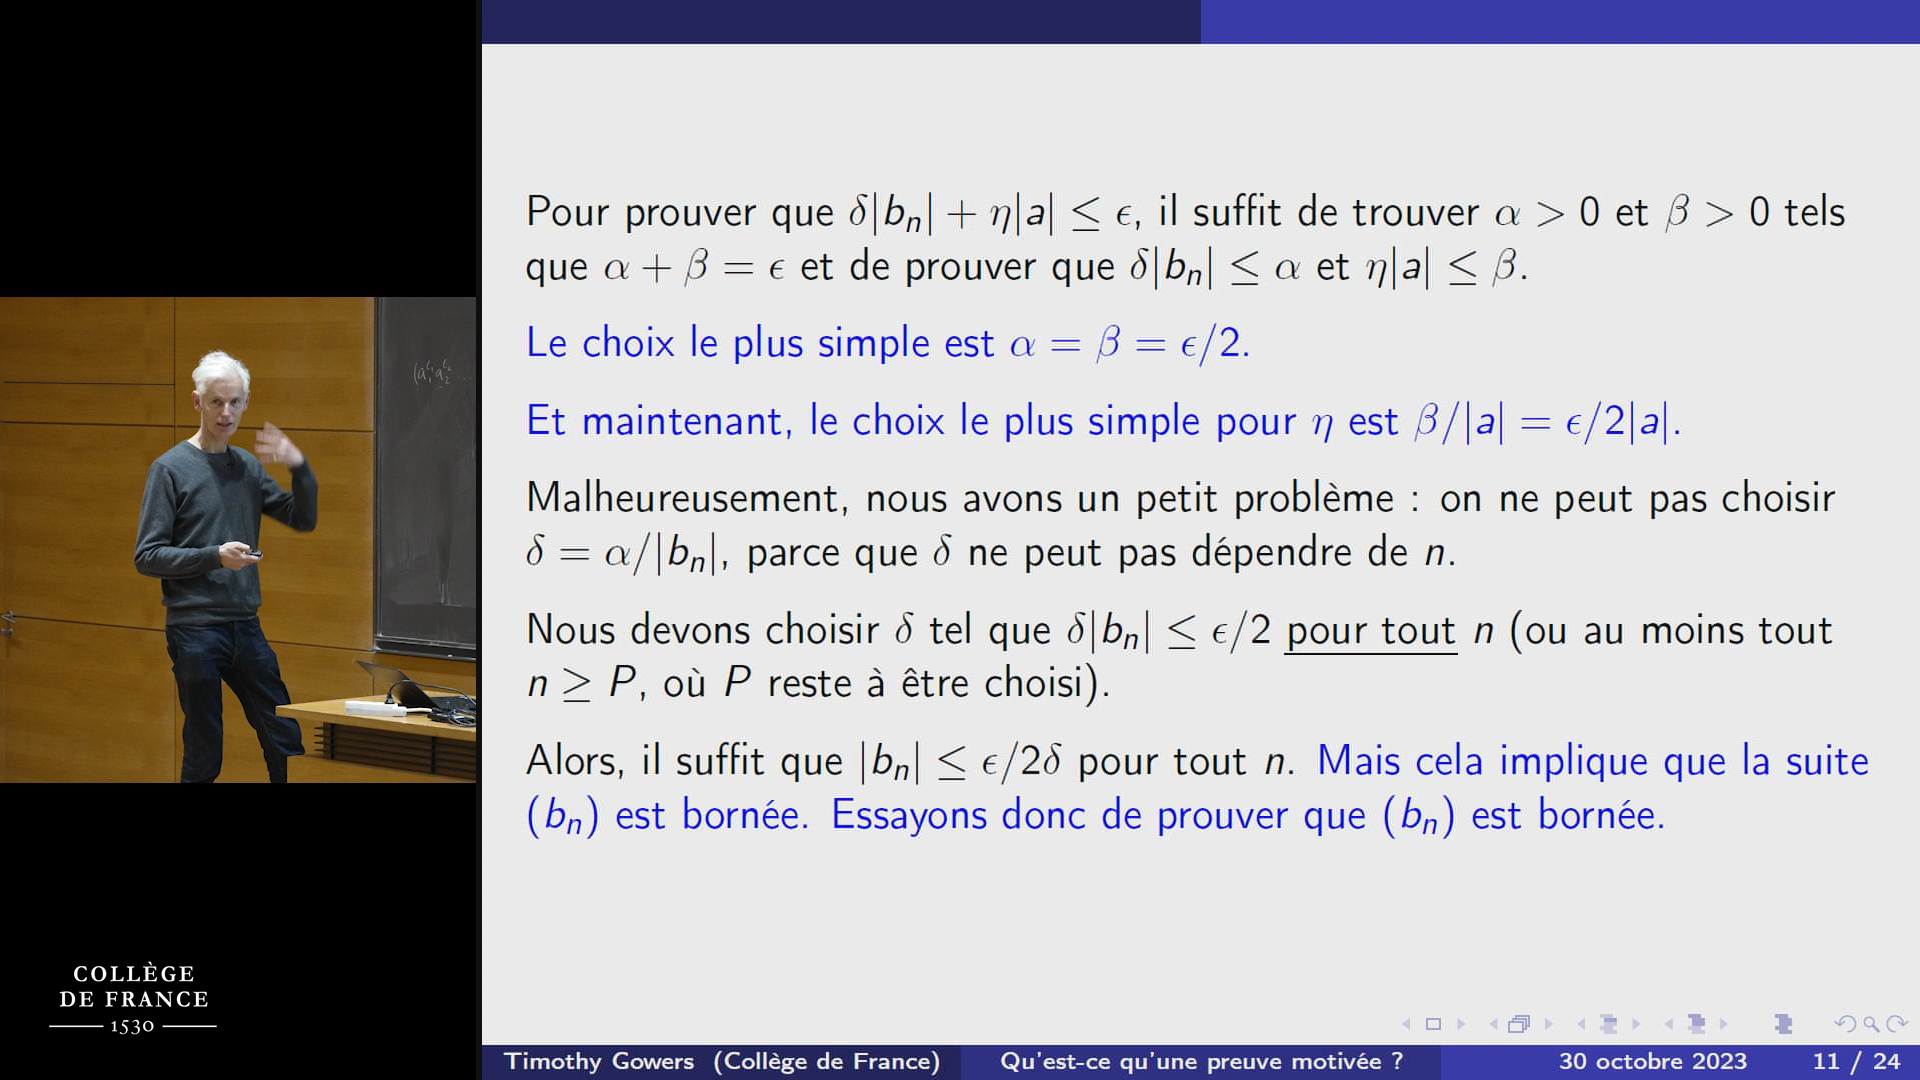 Pour prouver que δ|bₙ| + η|a| ≤ ϵ, il suffit de trouver α > 0 et β > 0 tels
que α + β = ϵ et de prouver que δ|bₙ| ≤ α et η|a| ≤ β.
Le choix le plus simple est α = β = ϵ/2.
Et maintenant, le choix le plus simple pour η est β/|a| = ϵ/2|a|.
Malheureusement, nous avons un petit problème : on ne peut pas choisir
δ = α/|bₙ|, parce que δ ne peut pas dépendre de n.
Nous devons choisir δ tel que δ|bₙ| ≤ ϵ/2 pour tout n (ou au moins tout
n ≥ P, où P reste à être choisi).
Alors, il suffit que |bₙ| ≤ ϵ/2δ pour tout n. Mais cela implique que la suite
(bₙ) est bornée. Essayons donc de prouver que (bₙ) est bornée.
COLLÈGE
DE FRANCE
1530
Timothy Gowers (Collège de France) Qu'est-ce qu'une preuve motivée ? 30 octobre 2023 11 / 24